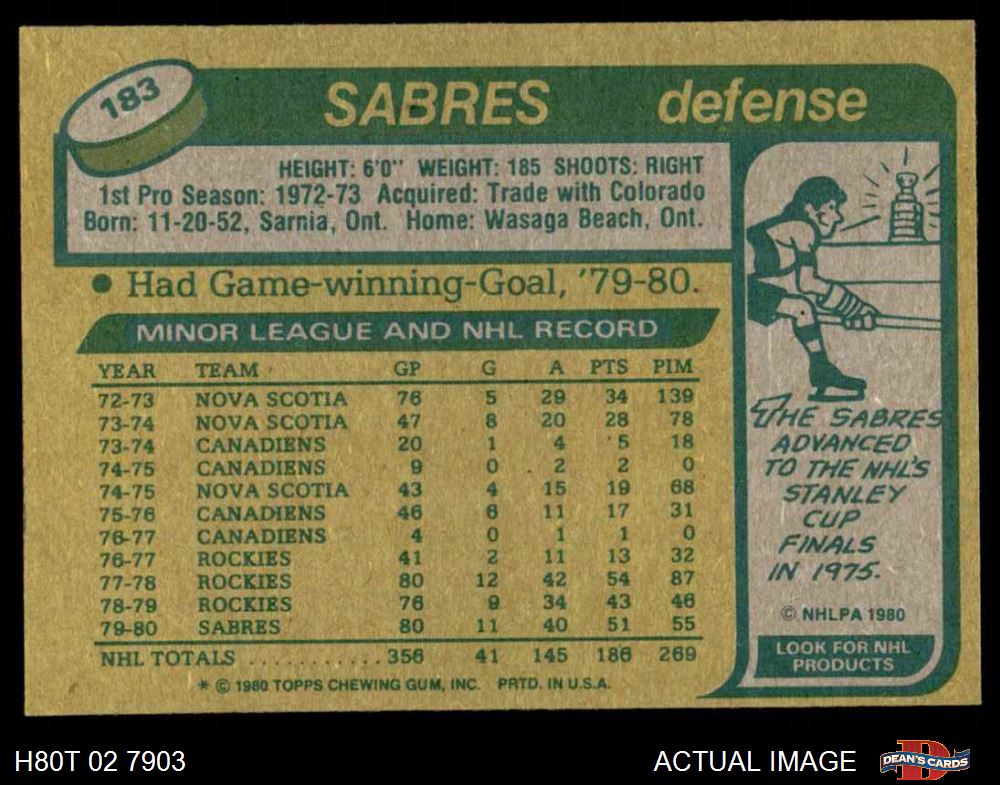 183
SABRES defense
HEIGHT: 6'0" WEIGHT: 185 SHOOTS: RIGHT
1st Pro Season: 1972-73 Acquired: Trade with Colorado
Born: 11-20-52, Sarnia, Ont. Home: Wasaga Beach, Ont.
• Had Game-winning-Goal, '79-80.
MINOR LEAGUE AND NHL RECORD
YEAR TEAM GP G A PTS PIM
72-73 NOVA SCOTIA 76 5 29 34 139
73-74 NOVA SCOTIA 47 8 20 28 78
73-74 CANADIENS 20 1 4 5 18
74-75 CANADIENS 9 0 2 2 0
74-75 NOVA SCOTIA 43 4 15 19 68
75-76 CANADIENS 46 6 11 17 31
76-77 CANADIENS 4 0 1 1 0
76-77 ROCKIES 41 2 11 13 32
77-78 ROCKIES 80 12 42 54 87
78-79 ROCKIES 76 9 34 43 46
79-80 SABRES 80 11 40 51 55
NHL TOTALS .......... 356 41 145 186 269
* © 1980 TOPPS CHEWING GUM, INC. PRTD. IN U.S.A.
THE SABRES
ADVANCED
TO THE NHL'S
STANLEY
CUP
FINALS
IN 1975.
© NHLPA 1980
LOOK FOR NHL
PRODUCTS
H80T 02 7903
ACTUAL IMAGE
D
DEAN'S CARDS